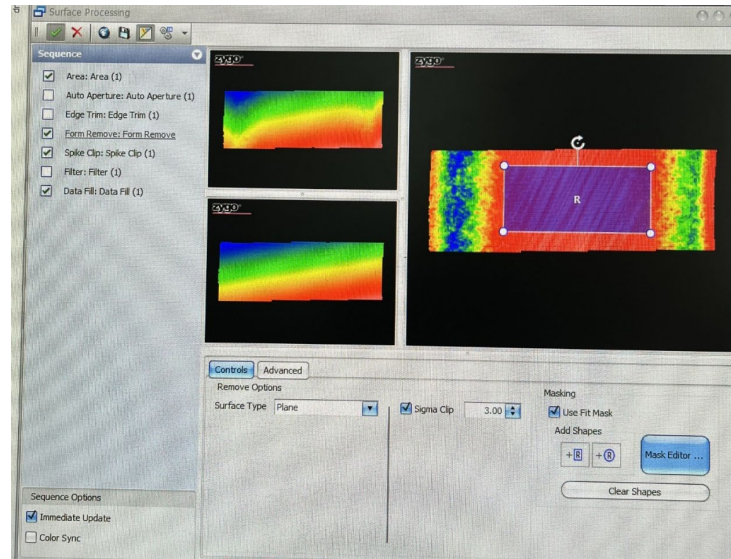 Surface Processing
Sequence
Area: Area (1)
Auto Aperture: Auto Aperture (1)
Edge Trim: Edge Trim (1)
Form Remove: Form Remove
Spike Clip: Spike Clip (1)
Filter: Filter (1)
Data Fill: Data Fill (1)
zygo
zygo
zygo
R
Controls
Advanced
Remove Options
Surface Type
Plane
Sigma Clip
3.00
Masking
Use Fit Mask
Add Shapes
+R
+R
Mask Editor ...
Clear Shapes
Sequence Options
Immediate Update
Color Sync